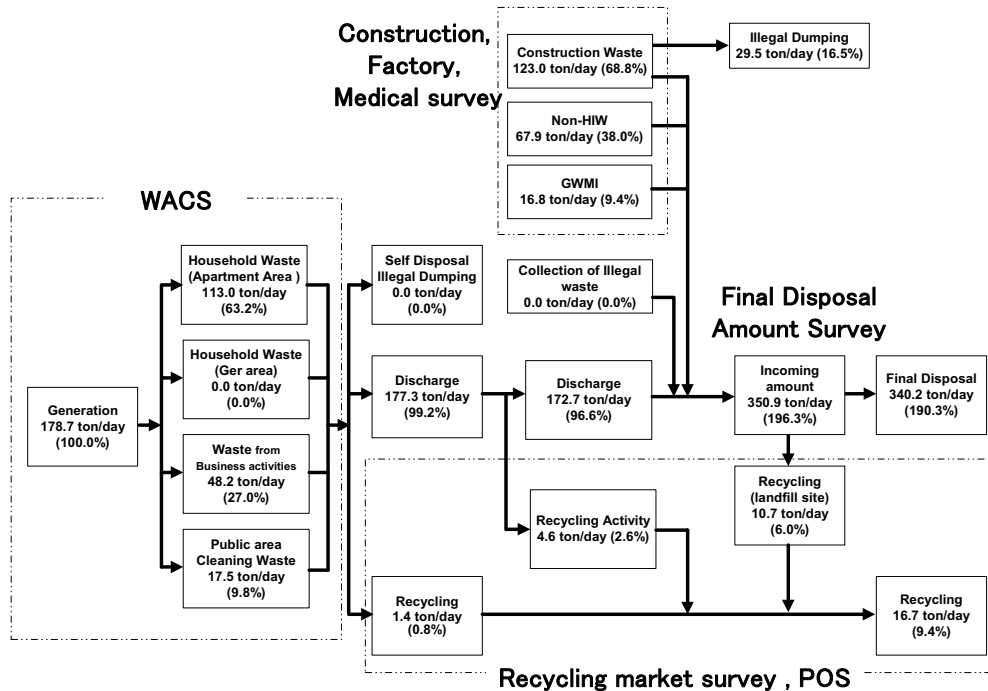 Construction,
Factory,
Medical survey
Construction Waste
123.0 ton/day (68.8%)
Illegal Dumping
29.5 ton/day (16.5%)
Non-HIW
67.9 ton/day (38.0%)
GWMI
16.8 ton/day (9.4%)
WACS
Household Waste
(Apartment Area )
113.0 ton/day
(63.2%)
Self Disposal
Illegal Dumping
0.0 ton/day
(0.0%)
Collection of Illegal
waste
0.0 ton/day (0.0%)
Final Disposal
Amount Survey
Household Waste
(Ger area)
0.0 ton/day
(0.0%)
Generation
178.7 ton/day
(100.0%)
Discharge
177.3 ton/day
(99.2%)
Discharge
172.7 ton/day
(96.6%)
Incoming
amount
350.9 ton/day
(196.3%)
Final Disposal
340.2 ton/day
(190.3%)
Waste from
Business activities
48.2 ton/day
(27.0%)
Recycling
(landfill site)
10.7 ton/day
(6.0%)
Recycling Activity
4.6 ton/day (2.6%)
Public area
Cleaning Waste
17.5 ton/day
(9.8%)
Recycling
1.4 ton/day
(0.8%)
Recycling
16.7 ton/day
(9.4%)
Recycling market survey , POS